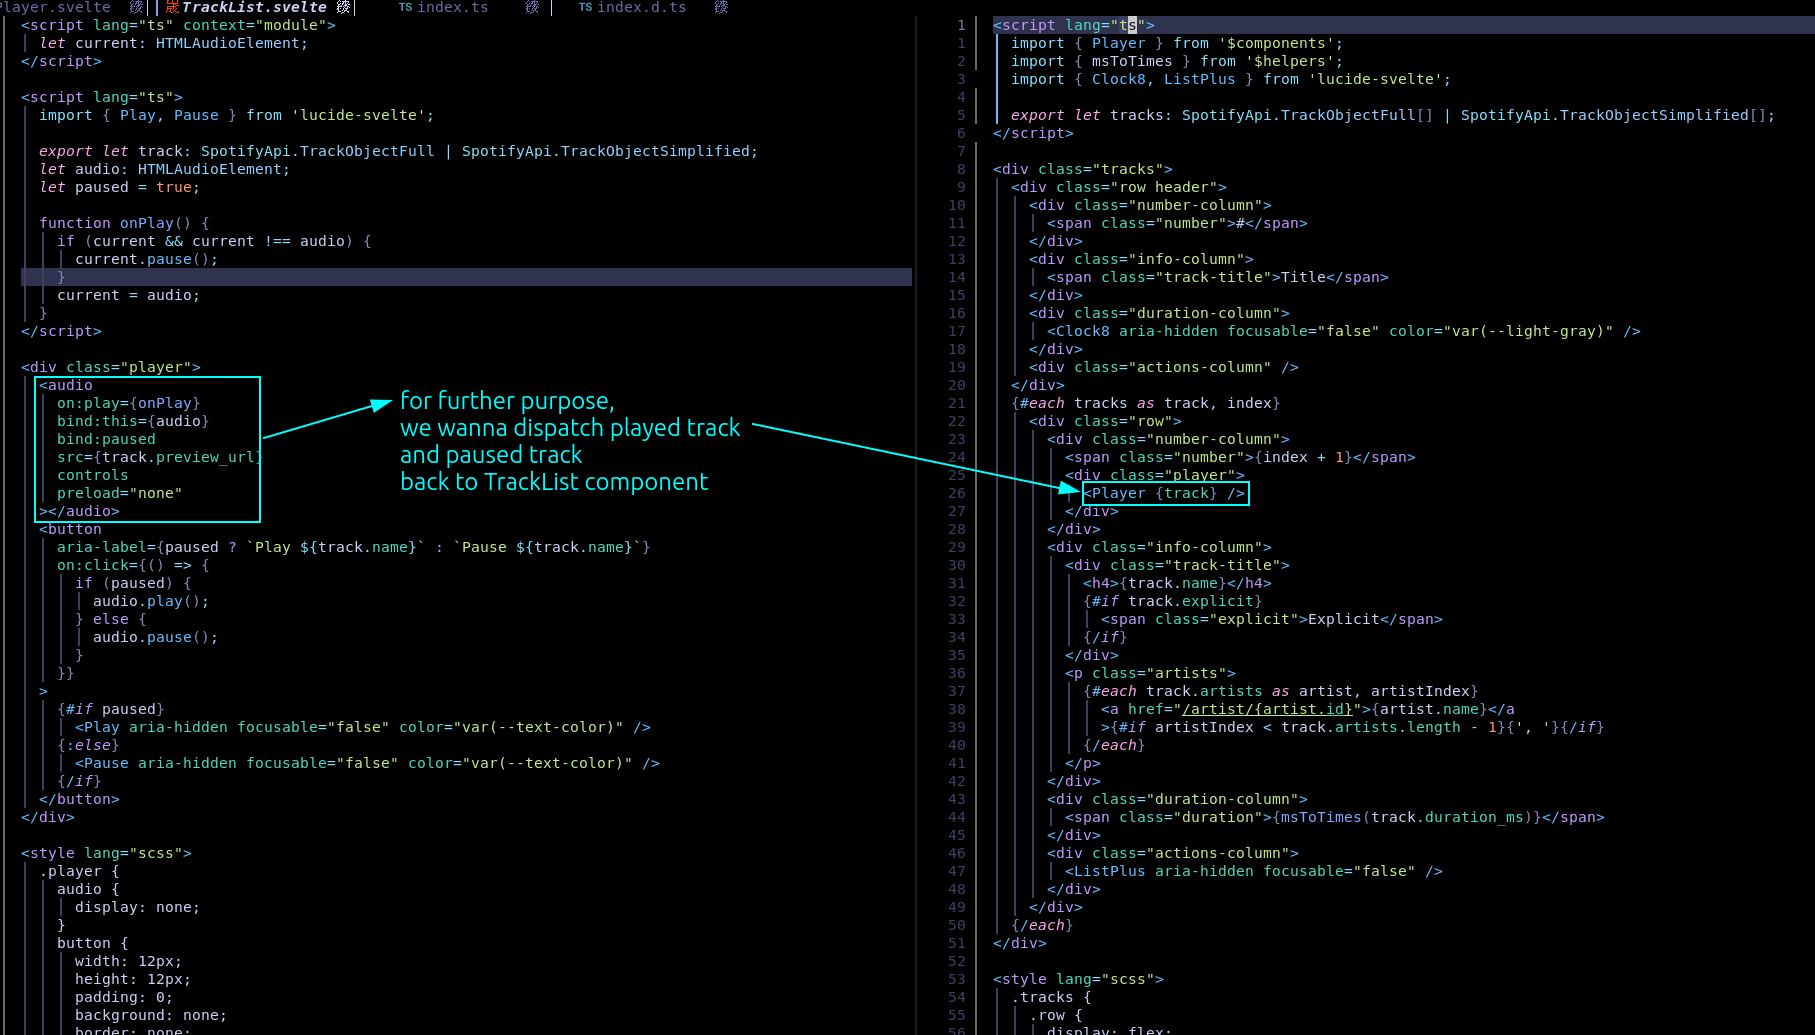 Player.svelte
TrackList.svelte
TS index.ts
TS index.d.ts
<script lang="ts" context="module">
let current: HTMLAudioElement;
</script>
<script lang="ts">
import { Play, Pause } from 'lucide-svelte';
export let track: SpotifyApi.TrackObjectFull | SpotifyApi.TrackObjectSimplified;
let audio: HTMLAudioElement;
let paused = true;
function onPlay() {
if (current && current !== audio) {
current.pause();
}
current = audio;
}
</script>
<div class="player">
<audio
on:play={onPlay}
bind:this={audio}
bind:paused
src={track.preview_url}
controls
preload="none"
></audio>
<button
aria-label={paused ? `Play ${track.name}` : `Pause ${track.name}`}
on:click={() => {
if (paused) {
audio.play();
} else {
audio.pause();
}
}}
>
{#if paused}
<Play aria-hidden focusable="false" color="var(--text-color)" />
{:else}
<Pause aria-hidden focusable="false" color="var(--text-color)" />
{/if}
</button>
</div>
<style lang="scss">
.player {
audio {
display: none;
}
button {
width: 12px;
height: 12px;
padding: 0;
background: none;
border: none;
for further purpose,
we wanna dispatch played track
and paused track
back to TrackList component
1 <script lang="ts">
1 import { Player } from '$components';
2 import { msToTimes } from '$helpers';
3 import { Clock8, ListPlus } from 'lucide-svelte';
4
5 export let tracks: SpotifyApi.TrackObjectFull[] | SpotifyApi.TrackObjectSimplified[];
6 </script>
7
8 <div class="tracks">
9 <div class="row header">
10 <div class="number-column">
11 <span class="number">#</span>
12 </div>
13 <div class="info-column">
14 <span class="track-title">Title</span>
15 </div>
16 <div class="duration-column">
17 <Clock8 aria-hidden focusable="false" color="var(--light-gray)" />
18 </div>
19 <div class="actions-column" />
20 </div>
21 {#each tracks as track, index}
22 <div class="row">
23 <div class="number-column">
24 <span class="number">{index + 1}</span>
25 <div class="player">
26 <Player {track} />
27 </div>
28 </div>
29 <div class="info-column">
30 <div class="track-title">
31 <h4>{track.name}</h4>
32 {#if track.explicit}
33 <span class="explicit">Explicit</span>
34 {/if}
35 </div>
36 <p class="artists">
37 {#each track.artists as artist, artistIndex}
38 <a href="/artist/{artist.id}">{artist.name}</a
39 >{#if artistIndex < track.artists.length - 1}{', '}{/if}
40 {/each}
41 </p>
42 </div>
43 <div class="duration-column">
44 <span class="duration">{msToTimes(track.duration_ms)}</span>
45 </div>
46 <div class="actions-column">
47 <ListPlus aria-hidden focusable="false" />
48 </div>
49 </div>
50 {/each}
51 </div>
52
53 <style lang="scss">
54 .tracks {
55 .row {
56 display: flex;